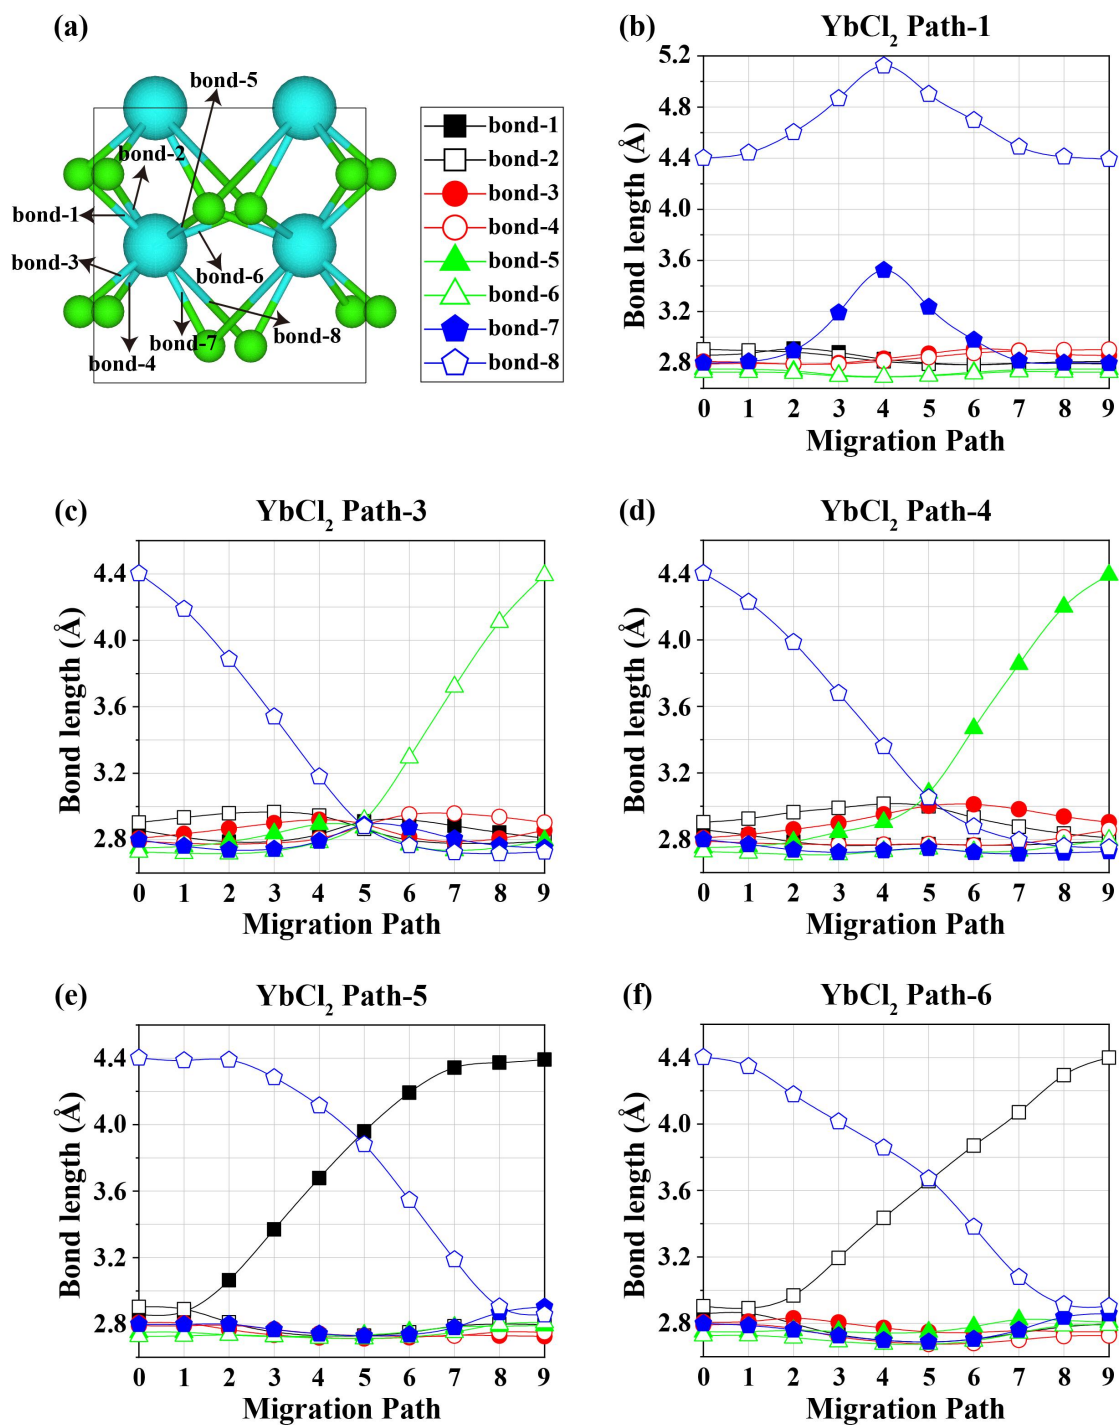 (a)
bond-5
bond-2
bond-1
bond-3
bond-6
bond-7
bond-8
bond-4
bond-1
bond-2
bond-3
bond-4
bond-5
bond-6
bond-7
bond-8
(b)
YbCl₂ Path-1
Bond length (Å)
5.2
4.8
4.4
4.0
3.6
3.2
2.8
0 1 2 3 4 5 6 7 8 9
Migration Path
(c)
YbCl₂ Path-3
Bond length (Å)
4.4
4.0
3.6
3.2
2.8
0 1 2 3 4 5 6 7 8 9
Migration Path
(d)
YbCl₂ Path-4
Bond length (Å)
4.4
4.0
3.6
3.2
2.8
0 1 2 3 4 5 6 7 8 9
Migration Path
(e)
YbCl₂ Path-5
Bond length (Å)
4.4
4.0
3.6
3.2
2.8
0 1 2 3 4 5 6 7 8 9
Migration Path
(f)
YbCl₂ Path-6
Bond length (Å)
4.4
4.0
3.6
3.2
2.8
0 1 2 3 4 5 6 7 8 9
Migration Path